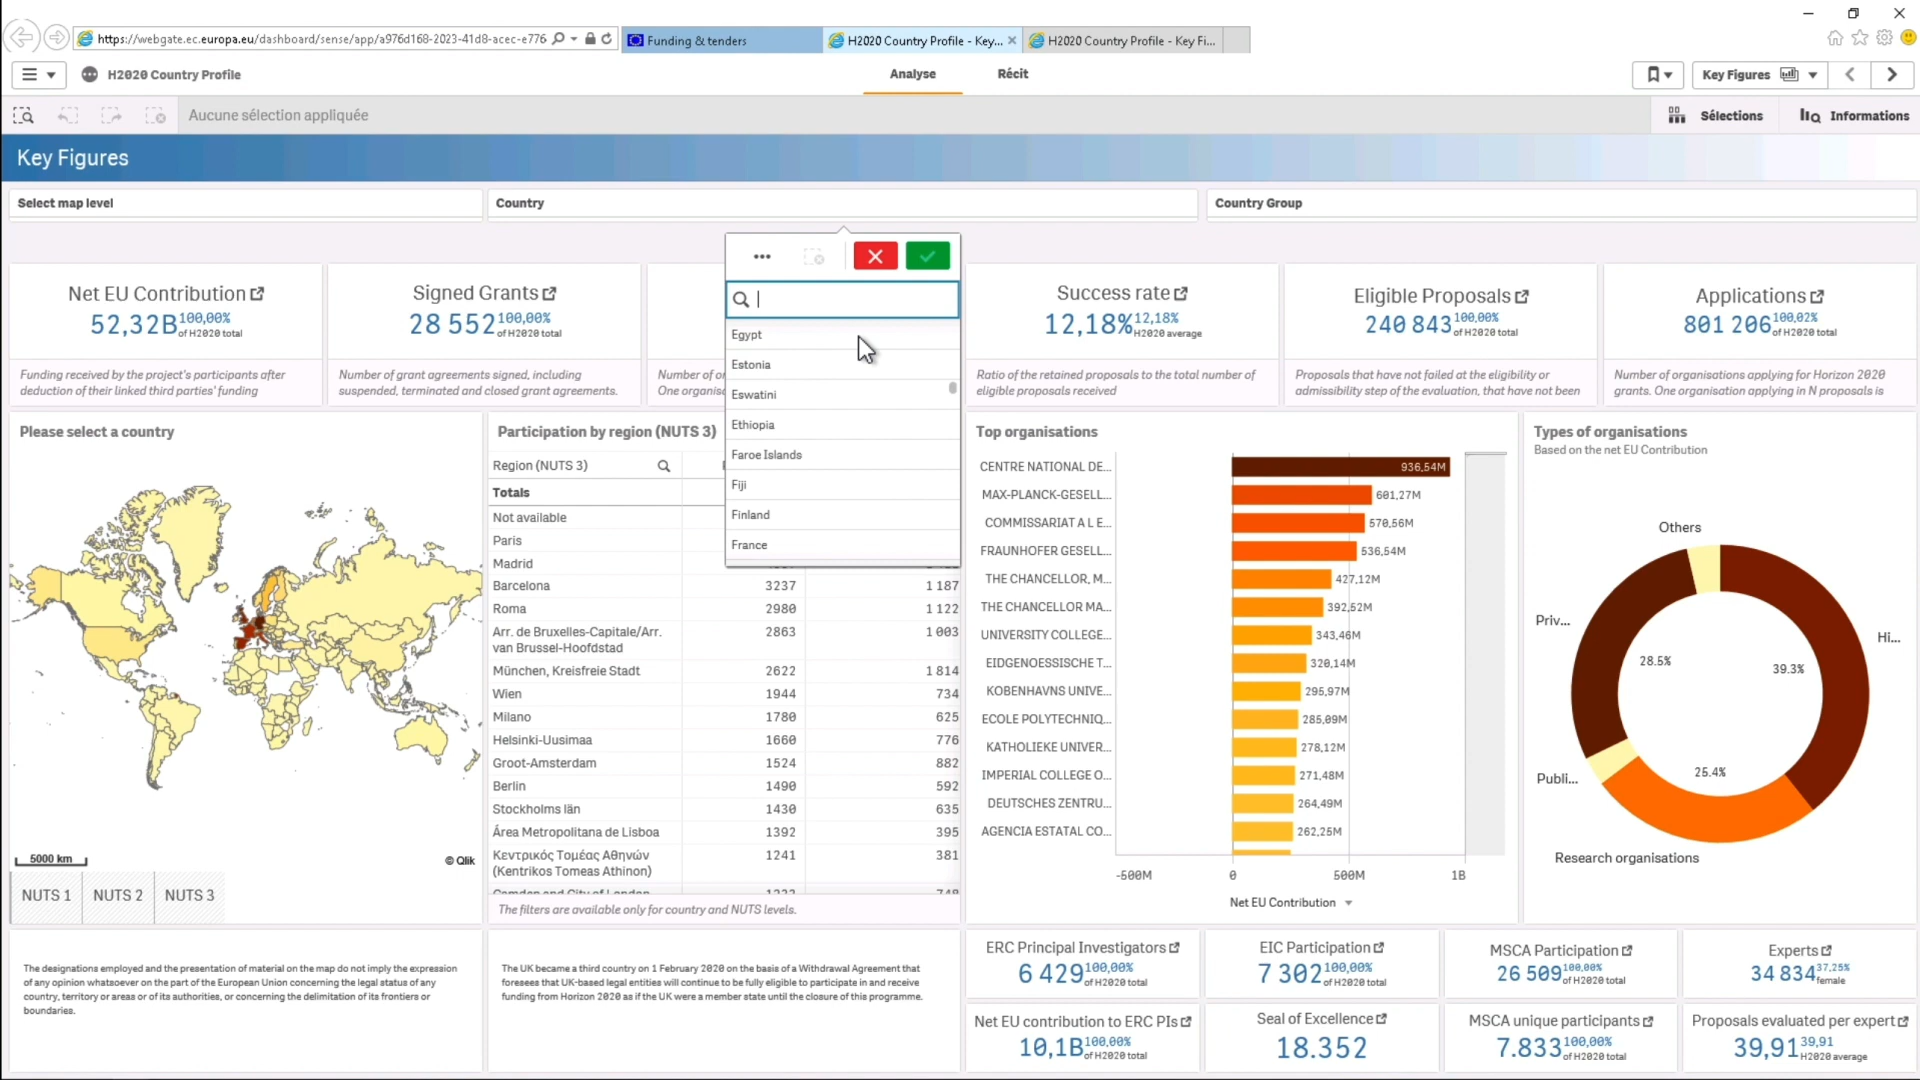 https://webgate.ec.europa.eu/dashboard/sense/app/a976d168-2023-41d8-acec-e776
Funding & tenders
H2020 Country Profile - Key...
H2020 Country Profile - Key Fi...
H2020 Country Profile
Analyse
Récit
Key Figures
Aucune sélection appliquée
Sélections
Informations
Key Figures
Select map level
Country
Country Group
Net EU Contribution
52,32B 100,00% of H2020 total
Funding received by the project's participants after
deduction of their linked third parties' funding
Signed Grants
28 552 100,00% of H2020 total
Number of grant agreements signed, including
suspended, terminated and closed grant agreements.
Number of
One organis
Egypt
Estonia
Eswatini
Ethiopia
Faroe Islands
Fiji
Finland
France
Success rate
12,18% 12,18% H2020 average
Ratio of the retained proposals to the total number of
eligible proposals received
Eligible Proposals
240 843 100,00% of H2020 total
Proposals that have not failed at the eligibility or
admissibility step of the evaluation, that have not been
Applications
801 206 100,02% of H2020 total
Number of organisations applying for Horizon 2020
grants. One organisation applying in N proposals is
Please select a country
5000 km
© Qlik
NUTS 1
NUTS 2
NUTS 3
Participation by region (NUTS 3)
Region (NUTS 3)
Totals
Not available
Paris
Madrid
Barcelona 3237 1 187
Roma 2980 1 122
Arr. de Bruxelles-Capitale/Arr. 2863 1 003
van Brussel-Hoofdstad
München, Kreisfreie Stadt 2622 1 814
Wien 1944 734
Milano 1780 625
Helsinki-Uusimaa 1660 776
Groot-Amsterdam 1524 882
Berlin 1490 592
Stockholms län 1430 635
Área Metropolitana de Lisboa 1392 395
Κεντρικός Τομέας Αθηνών 1241 381
(Kentrikos Tomeas Athinon)
Camden and City of London
The filters are available only for country and NUTS levels.
Top organisations
CENTRE NATIONAL DE... 936,54M
MAX-PLANCK-GESELL... 601,27M
COMMISSARIAT A L E... 570,56M
FRAUNHOFER GESELL... 536,54M
THE CHANCELLOR, M... 427,12M
THE CHANCELLOR MA... 392,52M
UNIVERSITY COLLEGE... 343,46M
EIDGENOESSISCHE T... 320,14M
KOBENHAVNS UNIVE... 295,97M
ECOLE POLYTECHNIQ... 285,09M
KATHOLIEKE UNIVER... 278,12M
IMPERIAL COLLEGE O... 271,48M
DEUTSCHES ZENTRU... 264,49M
AGENCIA ESTATAL CO... 262,25M
-500M 0 500M 1B
Net EU Contribution
Types of organisations
Based on the net EU Contribution
Others
Priv...
Hi...
28.5%
39.3%
25.4%
Publi...
Research organisations
The designations employed and the presentation of material on the map do not imply the expression
of any opinion whatsoever on the part of the European Union concerning the legal status of any
country, territory or areas or of its authorities, or concerning the delimitation of its frontiers or
boundaries.
The UK became a third country on 1 February 2020 on the basis of a Withdrawal Agreement that
foresees that UK-based legal entities will continue to be fully eligible to participate in and receive
funding from Horizon 2020 as if the UK were a member state until the closure of this programme.
ERC Principal Investigators
6 429 100,00% of H2020 total
EIC Participation
7 302 100,00% of H2020 total
MSCA Participation
26 509 100,00% of H2020 total
Experts
34 834 37,25% female
Net EU contribution to ERC PIs
10,1B 100,00% of H2020 total
Seal of Excellence
18.352
MSCA unique participants
7.833 100,00% of H2020 total
Proposals evaluated per expert
39,91 39,91 H2020 average